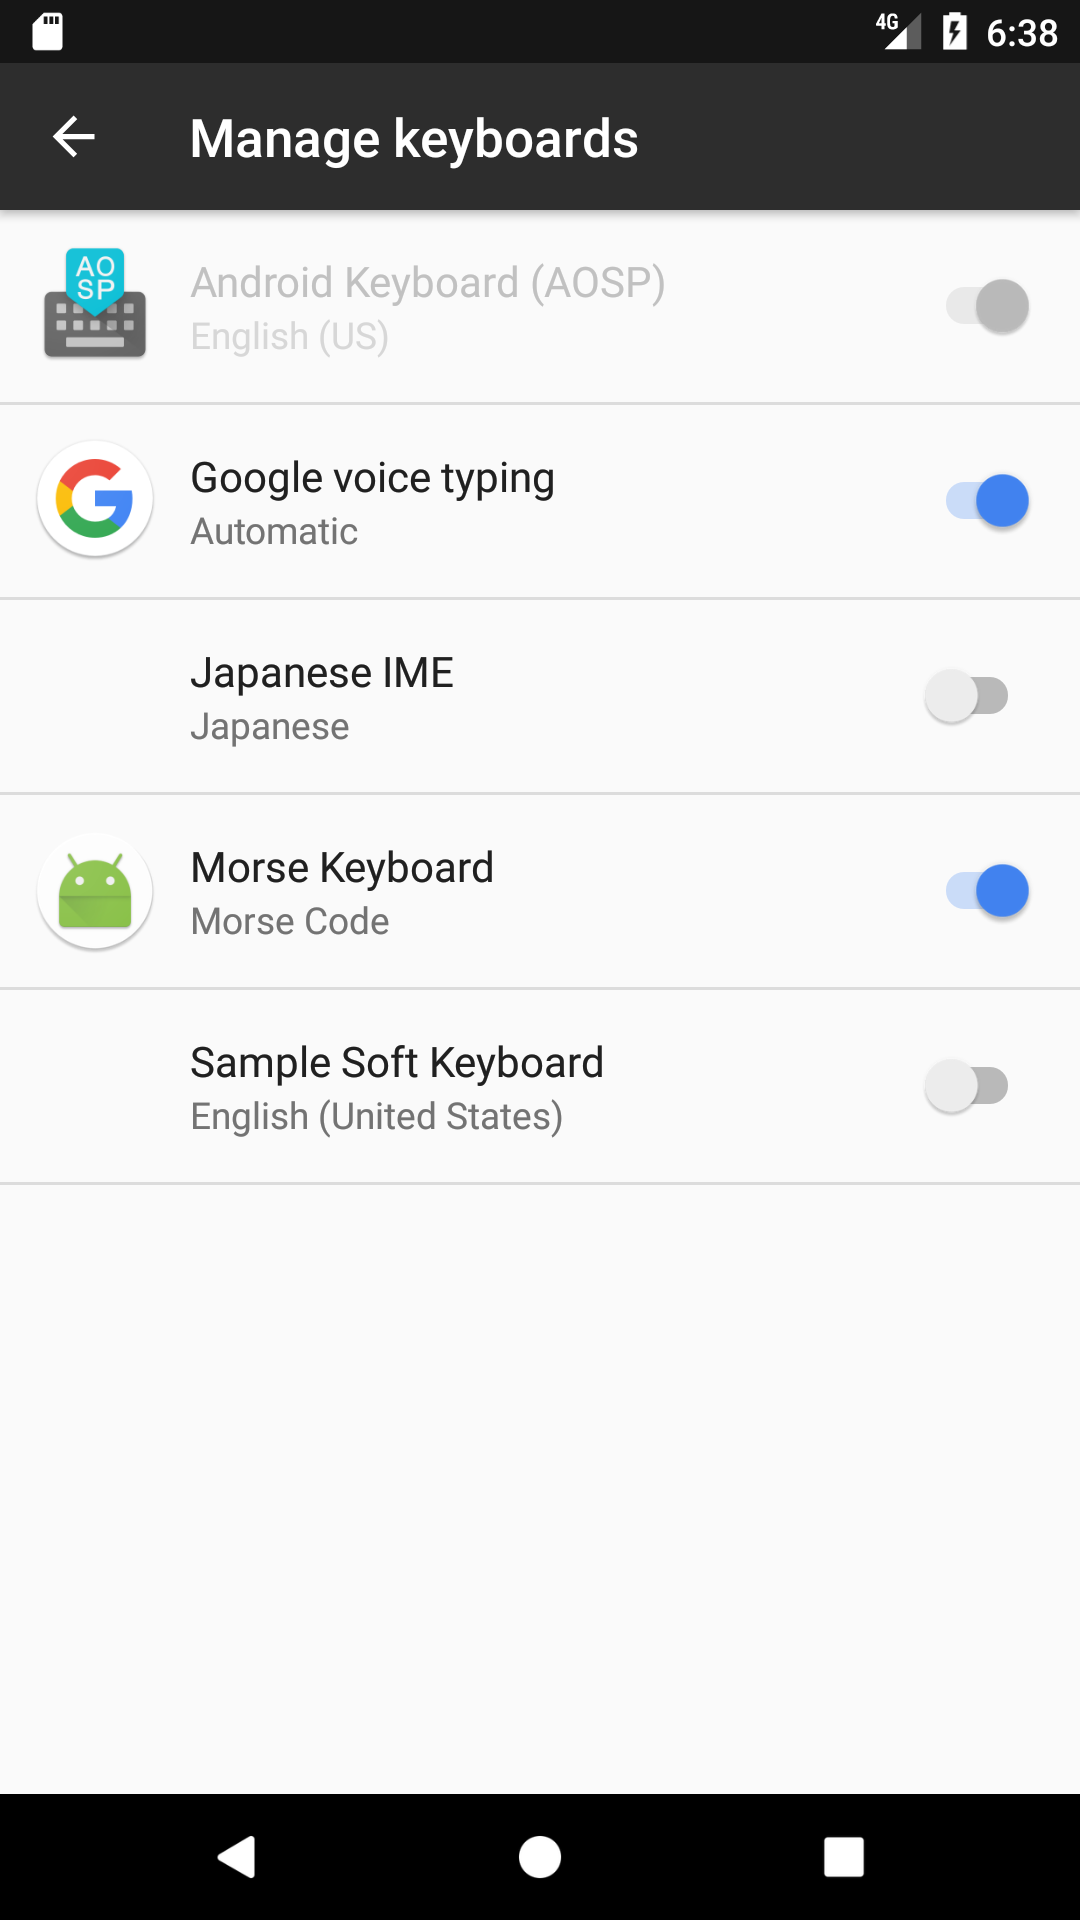 4G 6:38
Manage keyboards
AO
SP
Android Keyboard (AOSP)
English (US)
Google voice typing
Automatic
Japanese IME
Japanese
Morse Keyboard
Morse Code
Sample Soft Keyboard
English (United States)